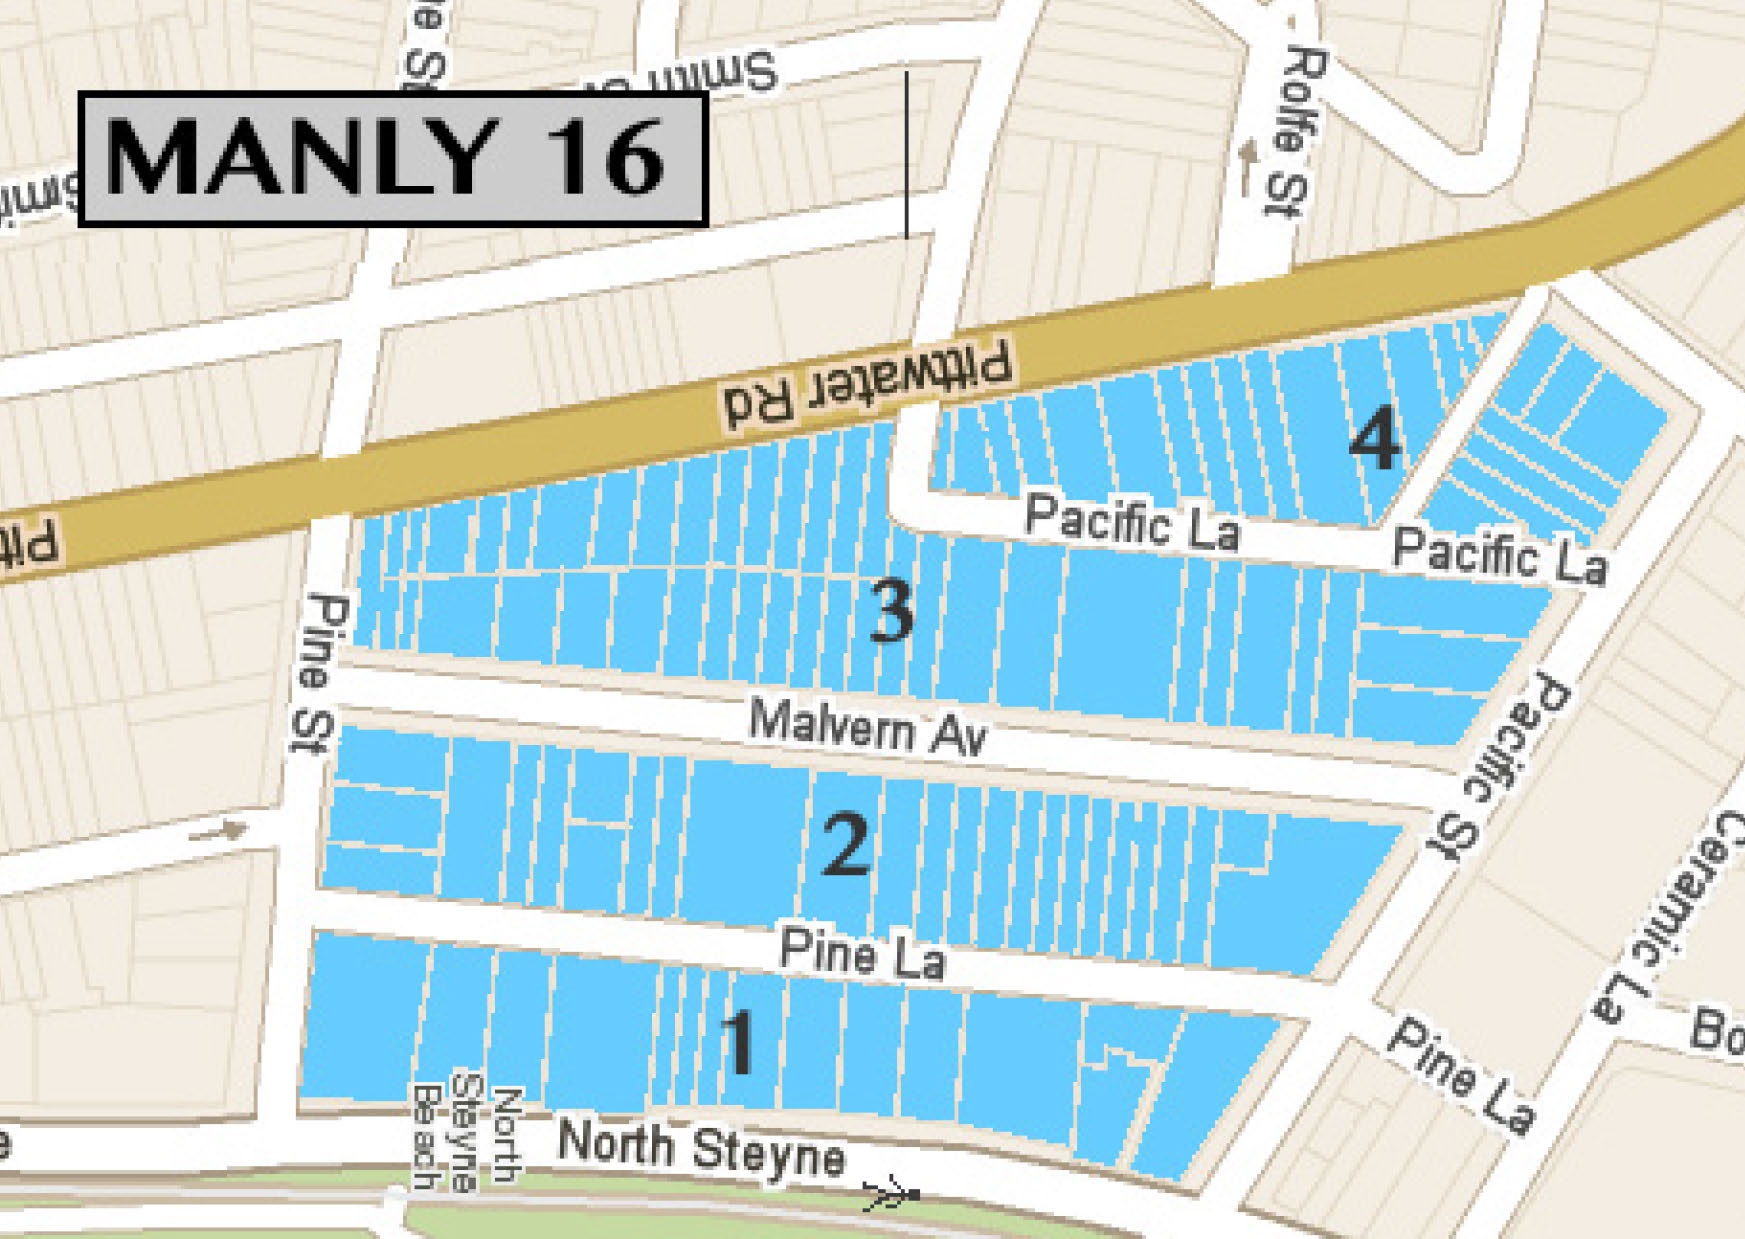 Smith
Rolfe St
MANLY 16
Pittwater Rd
4
Pacific La
Pacific La
3
Pine St
Malvern Av
Pacific St
2
Pine La
Ceramic La
1
Pine La
North
Steyne
Beach
North Steyne